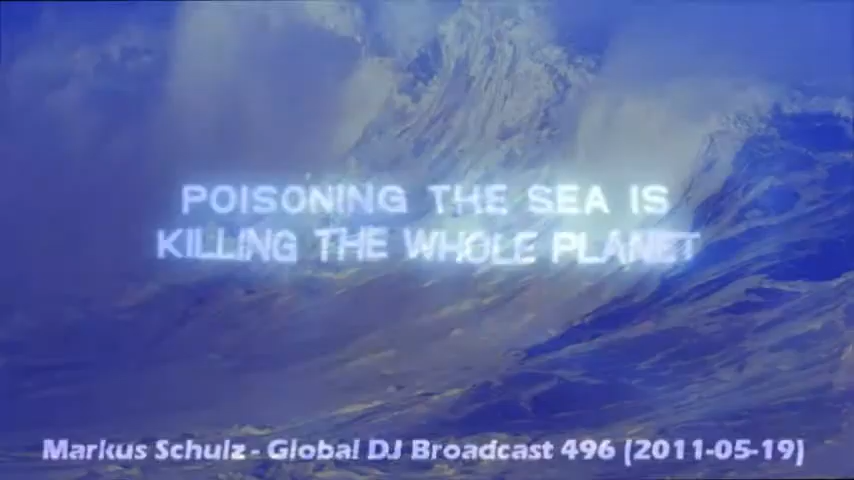 POISONING THE SEA IS
KILLING THE WHOLE PLANET
Markus Schulz - Global DJ Broadcast 496 (2011-05-19)